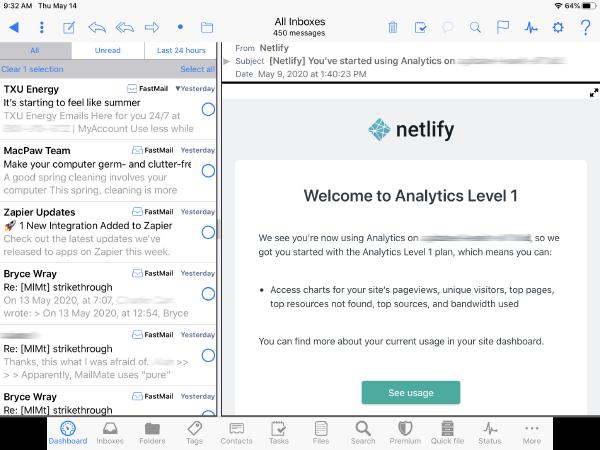 9:32 AM Thu May 14
64%
All Inboxes
450 messages
All
Unread
Last 24 hours
Clear 1 selection
Select all
TXU Energy FastMail ▼Yesterday
It's starting to feel like summer
TXU Energy Emails Here for you 24/7 at
| MyAccount Use less while
MacPaw Team FastMail Yesterday
Make your computer germ- and clutter-fre
A good spring cleaning involves your
computer This spring, cleaning is more
Zapier Updates FastMail Yesterday
🚀 1 New Integration Added to Zapier
Check out the latest updates we've
released to apps on Zapier this week.
Bryce Wray FastMail Yesterday
Re: [MlMt] strikethrough
On 13 May 2020, at 7:07,
wrote: > On 13 May 2020, at 12:54, Bryce
FastMail Yesterday
Re: [MlMt] strikethrough
Thanks, this what I was afraid of. >>
> > Apparently, MailMate uses "pure"
Bryce Wray FastMail Yesterday
Re: [MlMt] strikethrough
From Netlify
Subject [Netlify] You've started using Analytics on
Date May 9, 2020 at 1:40:23 PM
netlify
Welcome to Analytics Level 1
We see you're now using Analytics on , so we
got you started with the Analytics Level 1 plan, which means you can:
• Access charts for your site's pageviews, unique visitors, top pages,
top resources not found, top sources, and bandwidth used
You can find more about your current usage in your site dashboard.
See usage
Dashboard
Inboxes
Folders
Tags
Contacts
Tasks
Files
Search
Premium
Quick file
Status
More